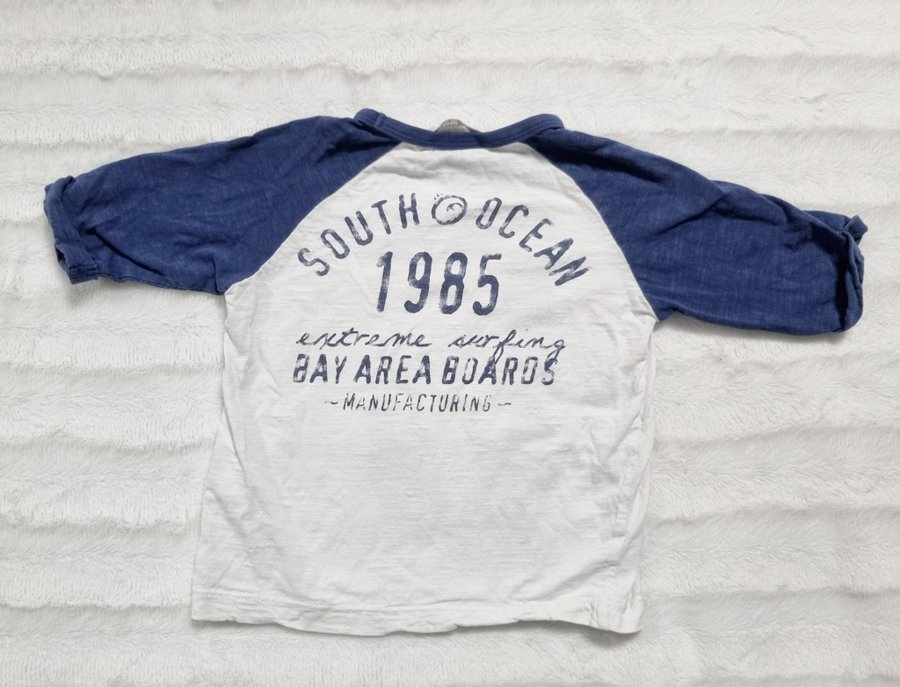 SOUTH OCEAN
1985
extreme surfing
BAY AREA BOARDS
~MANUFACTURING~